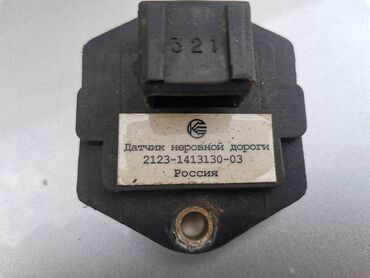 321
Датчик неровной дороги
2123-1413130-03
Россия